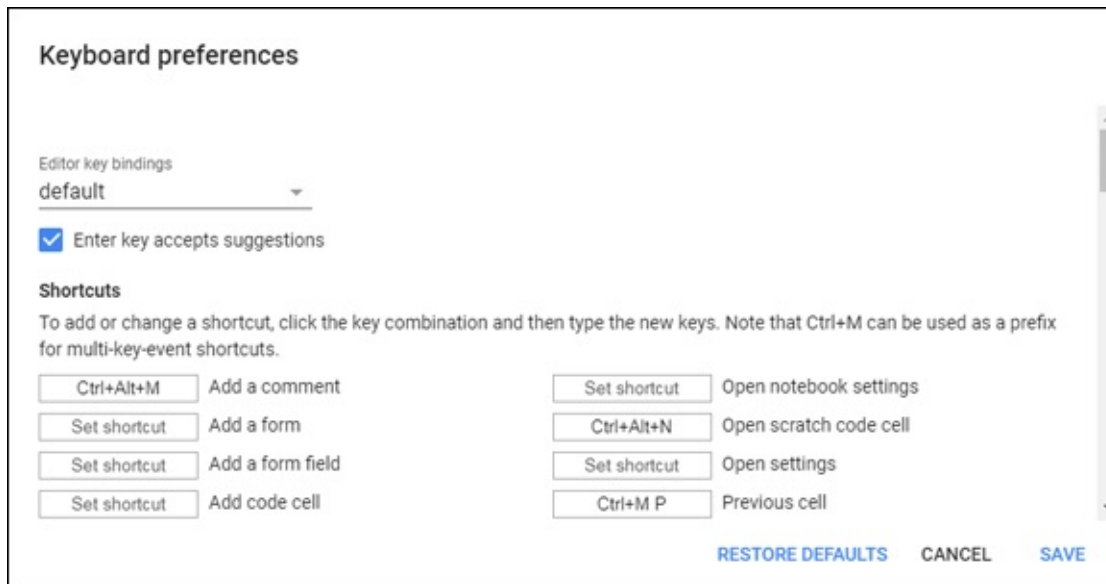 Keyboard preferences
Editor key bindings
default
Enter key accepts suggestions
Shortcuts
To add or change a shortcut, click the key combination and then type the new keys. Note that Ctrl+M can be used as a prefix
for multi-key-event shortcuts.
Ctrl+Alt+M Add a comment Set shortcut Open notebook settings
Set shortcut Add a form Ctrl+Alt+N Open scratch code cell
Set shortcut Add a form field Set shortcut Open settings
Set shortcut Add code cell Ctrl+M P Previous cell
RESTORE DEFAULTS CANCEL SAVE